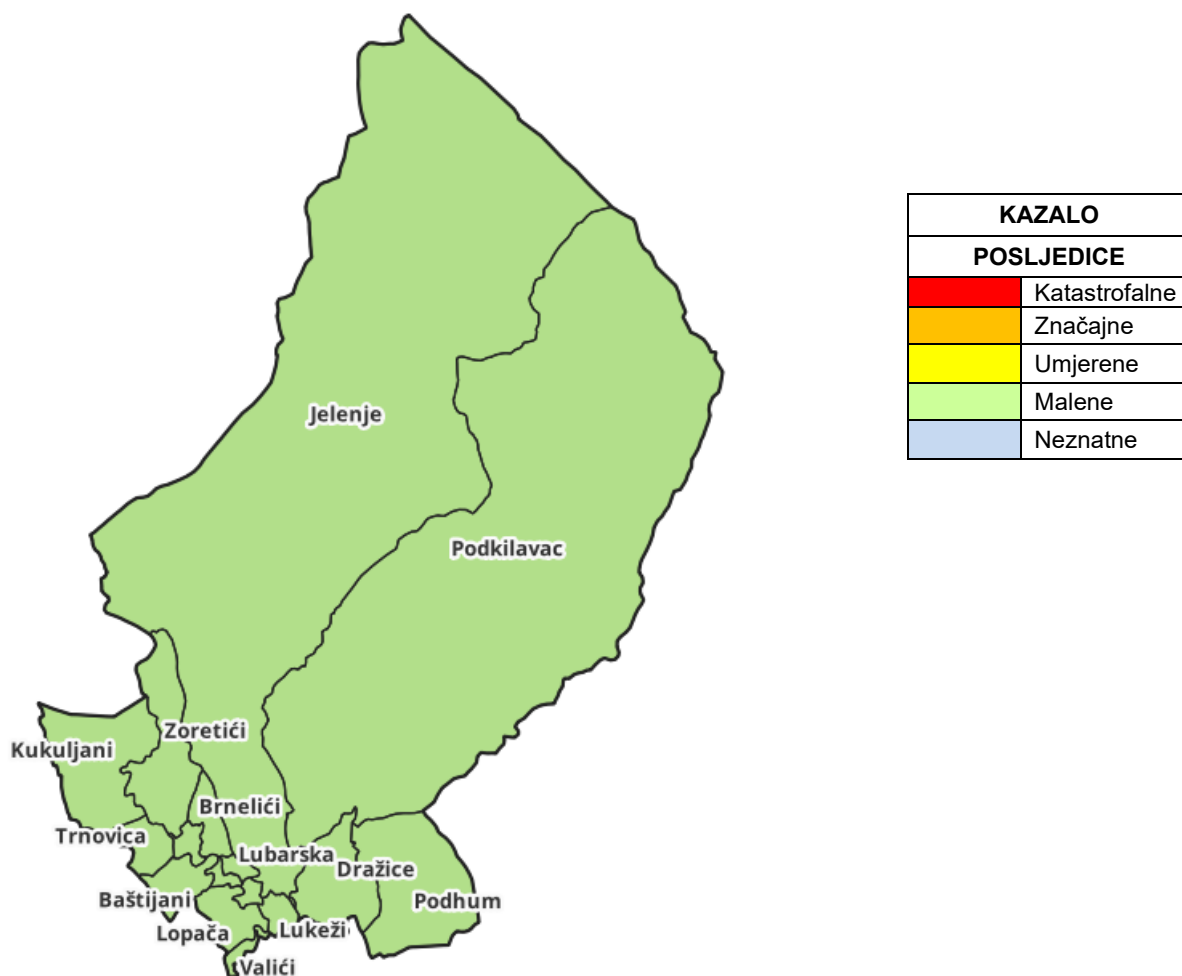 KAZALO
POSLJEDICE
Katastrofalne
Značajne
Umjerene
Malene
Neznatne
Jelenje
Podkilavac
Zoretići
Kukuljani
Brnelići
Trnovica
Lubarska
Dražice
Baštijani
Podhum
Lopača
Lukeži
Valići